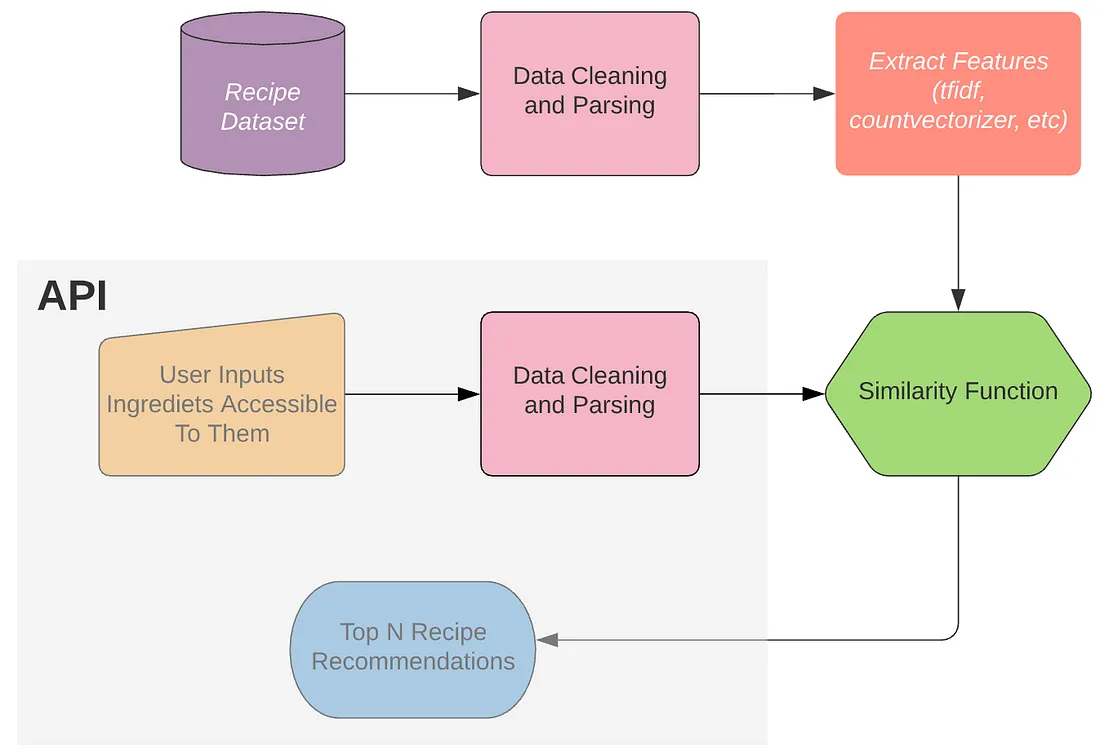 Recipe
Dataset
Data Cleaning
and Parsing
Extract Features
(tfidf,
countvectorizer, etc)
API
User Inputs
Ingrediets Accessible
To Them
Data Cleaning
and Parsing
Similarity Function
Top N Recipe
Recommendations